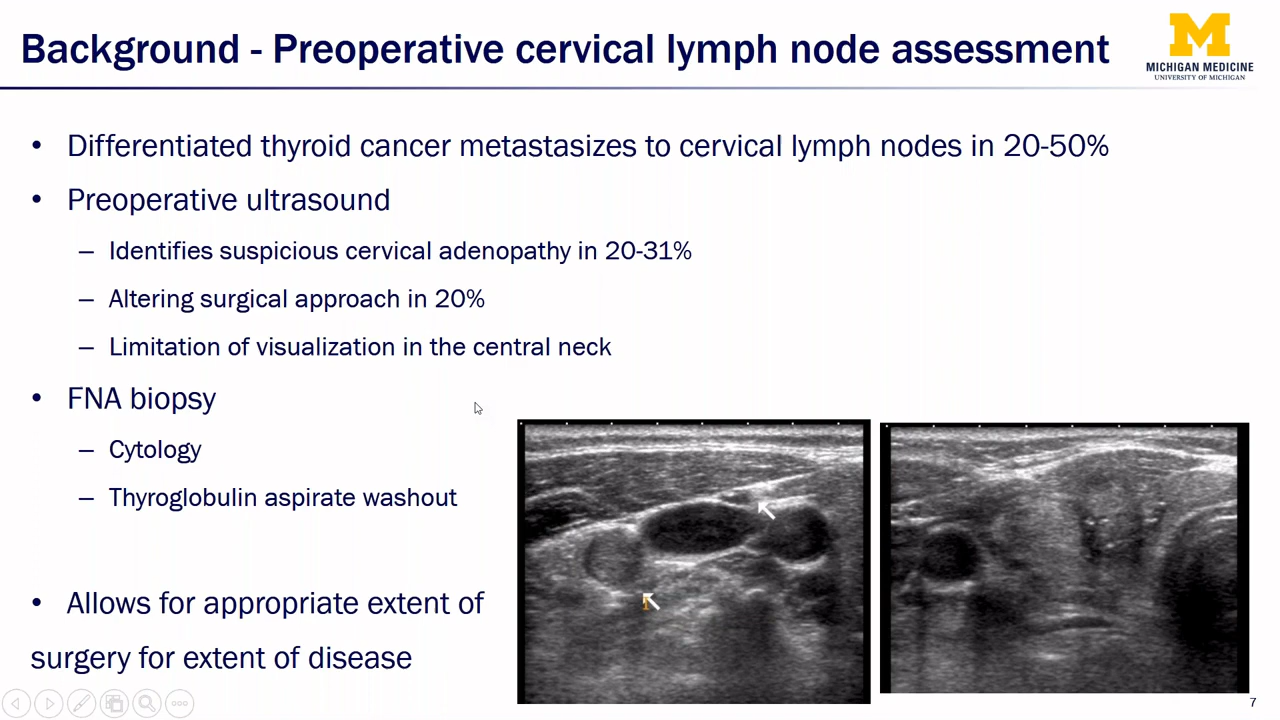 Background - Preoperative cervical lymph node assessment
M
MICHIGAN MEDICINE
UNIVERSITY OF MICHIGAN
• Differentiated thyroid cancer metastasizes to cervical lymph nodes in 20-50%
• Preoperative ultrasound
– Identifies suspicious cervical adenopathy in 20-31%
– Altering surgical approach in 20%
– Limitation of visualization in the central neck
• FNA biopsy
– Cytology
– Thyroglobulin aspirate washout
• Allows for appropriate extent of
surgery for extent of disease
1
7